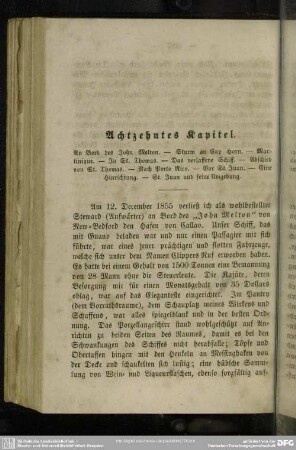 Achtzehntes Kapitel.
An Bord des John Melton. — Sturm am Cap Horn. — Mar-
tinique. — In St. Thomas. — Das verlassene Schiff. — Abschied
von St. Thomas. — Nach Porto Rico. — Vor St. Juan. — Eine
Hinrichtung. — St. Juan und seine Umgebung.
Am 12. December 1855 verließ ich als wohlbestellter
Steward (Aufwärter) an Bord des „John Melton“ von
New-Bedford den Hafen von Callao. Unser Schiff, das
mit Guano beladen war und nur einen Passagier mit sich
führte, war eines jener prächtigen und flotten Fahrzeuge,
welche sich unter dem Namen Clippers Ruf erworben haben.
Es hatte bei einem Gehalt von 1500 Tonnen eine Bemannung
von 28 Mann ohne die Steuerleute. Die Kajüte, deren
Besorgung mir für einen Monatsgehalt von 35 Dollars
oblag, war auf das Eleganteste eingerichtet. In Pantry
(dem Vorrathsraume), dem Schauplatz meines Wirkens und
Schaffens, war alles spiegelblank und in der besten Ordnung.
Das Porzellangeschirr stand wohlgeschützt auf An-
richten zu beiden Seiten des Raumes, damit es bei den
Schwankungen des Schiffes nicht herabfalle; Töpfe und
Obertassen hingen mit den Henkeln an Messinghaken von
der Decke und schaukelten sich lustig; eine hübsche Samm-
lung von Wein- und Liqueurflaschen, ebenso sorgfältig auf-